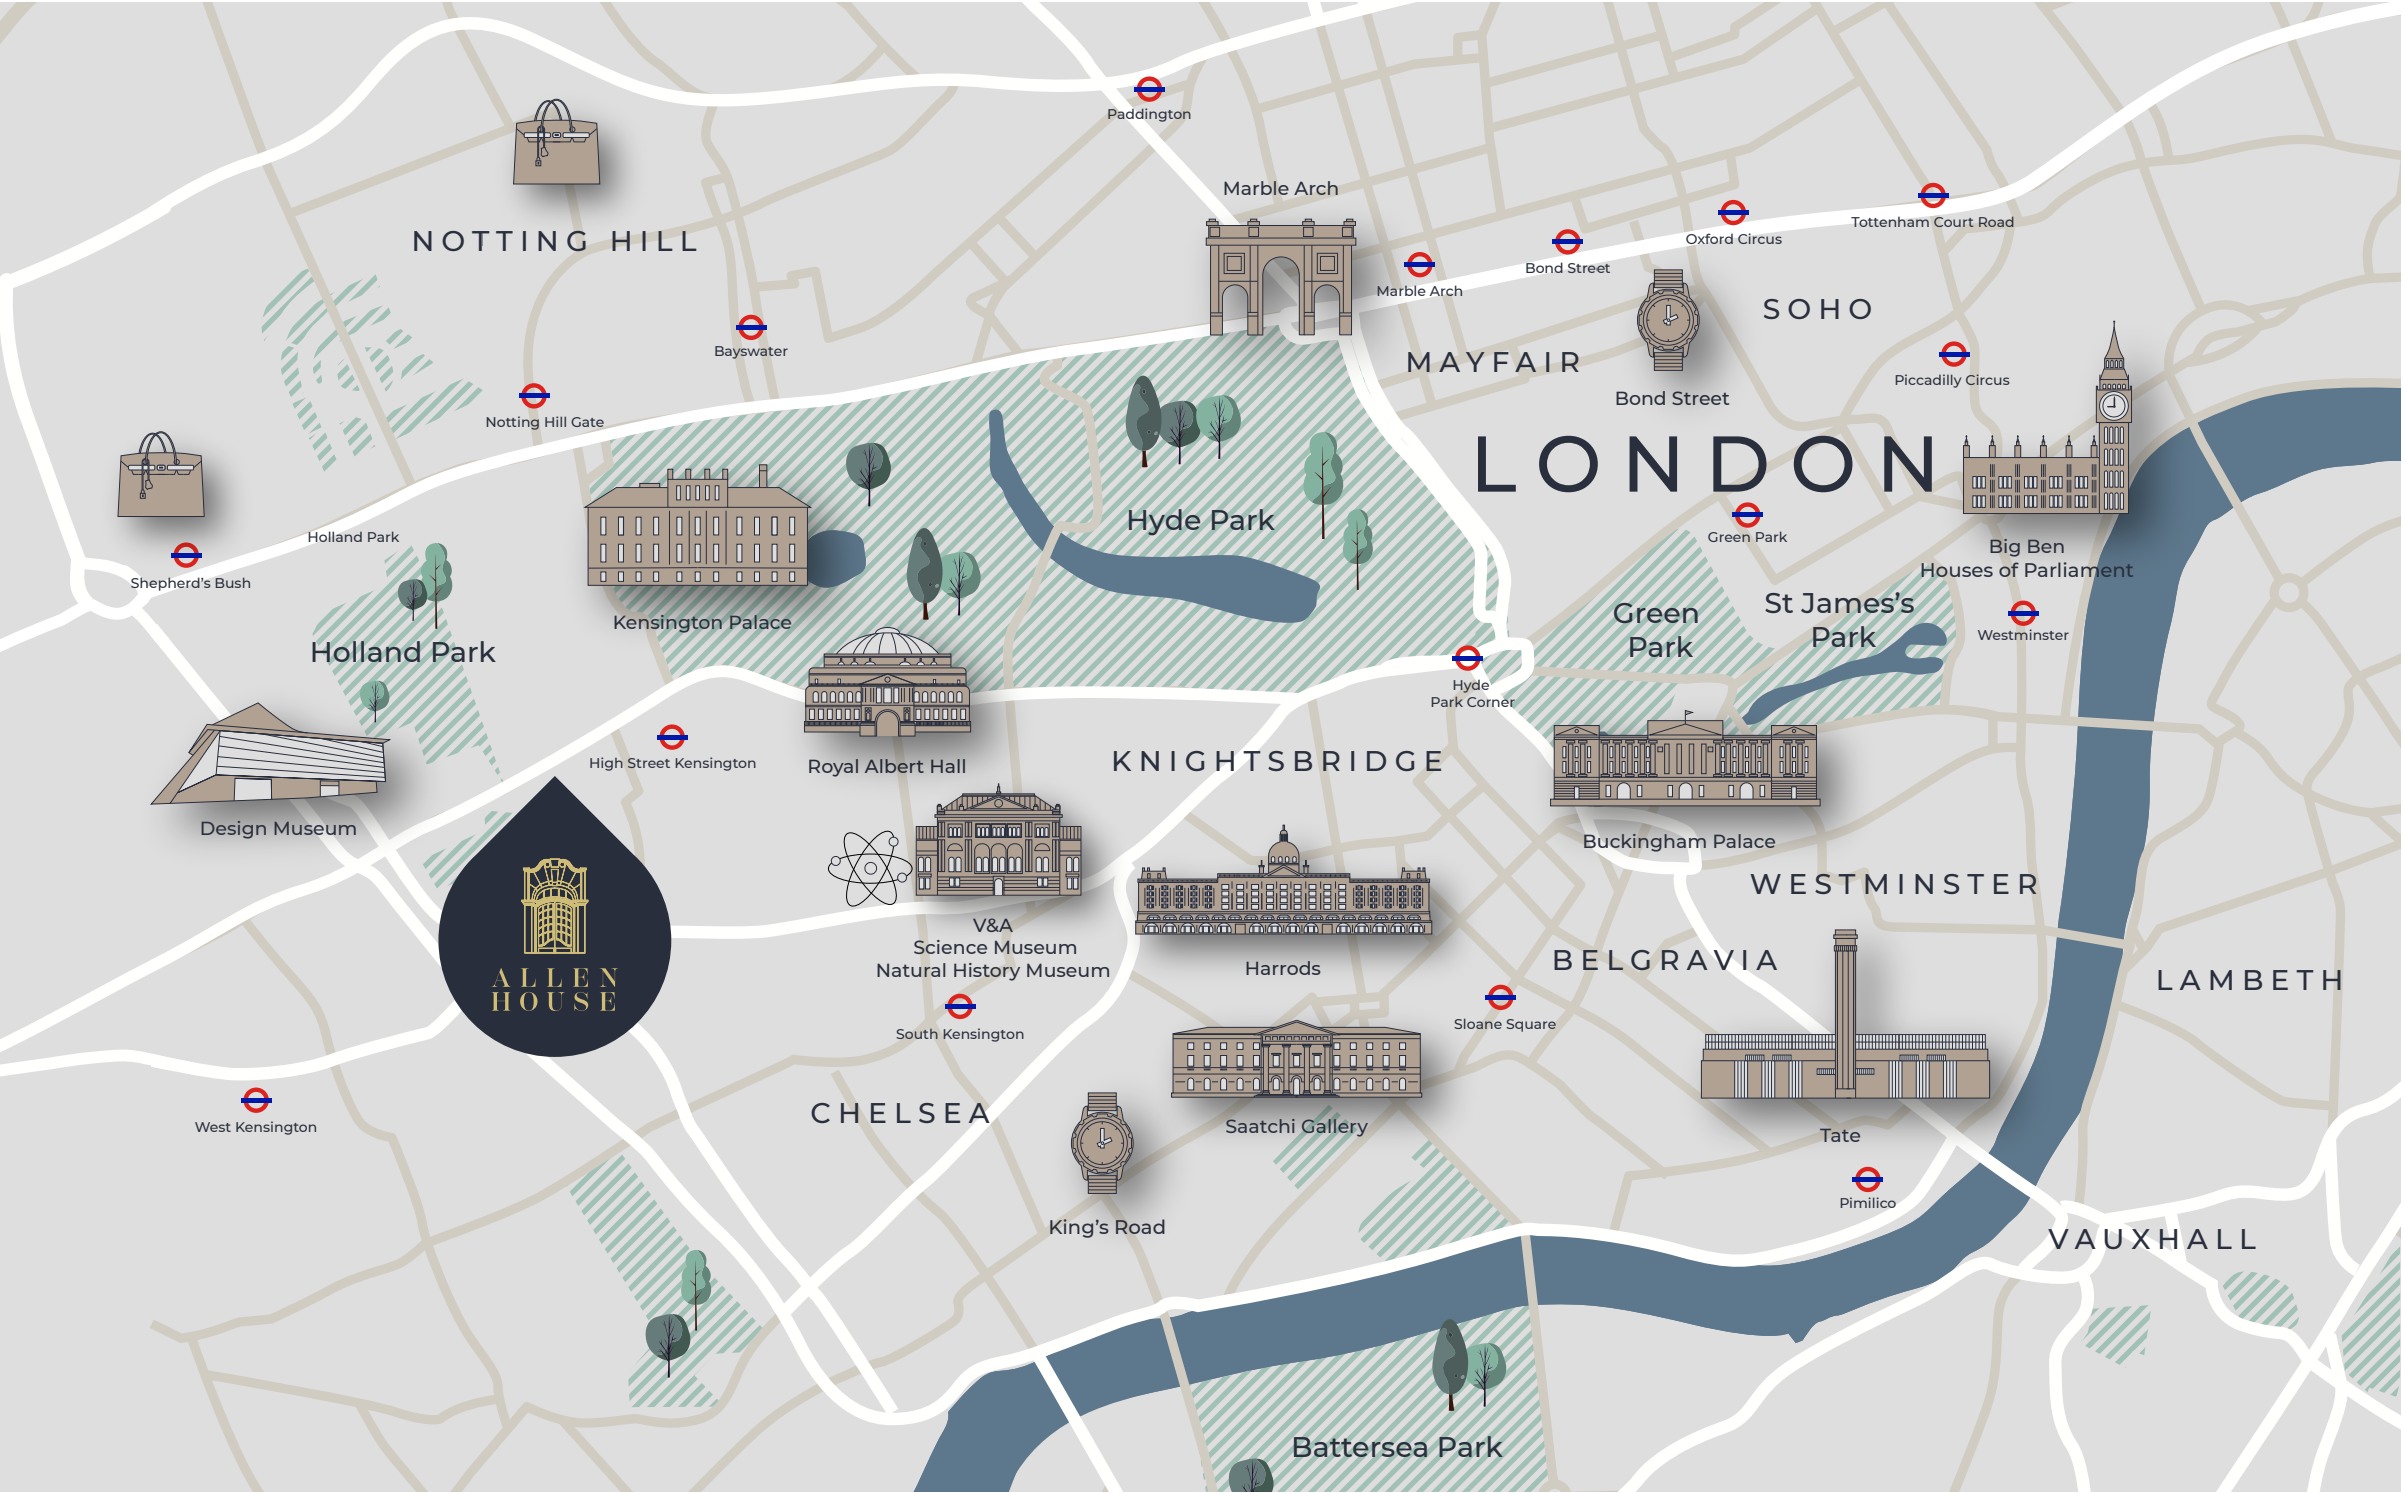 Paddington
Marble Arch
Tottenham Court Road
Oxford Circus
NOTTING HILL
Bond Street
Marble Arch
SOHO
Bayswater
MAYFAIR
Piccadilly Circus
Bond Street
Notting Hill Gate
LONDON
Hyde Park
Holland Park
Green Park
Big Ben
Houses of Parliament
Shepherd's Bush
Kensington Palace
Green
Park
St James's
Park
Westminster
Holland Park
Hyde
Park Corner
High Street Kensington
Royal Albert Hall
KNIGHTSBRIDGE
Design Museum
Buckingham Palace
WESTMINSTER
V&A
Science Museum
Natural History Museum
Harrods
BELGRAVIA
LAMBETH
ALLEN
HOUSE
South Kensington
Sloane Square
West Kensington
CHELSEA
Saatchi Gallery
Tate
Pimilico
King's Road
VAUXHALL
Battersea Park